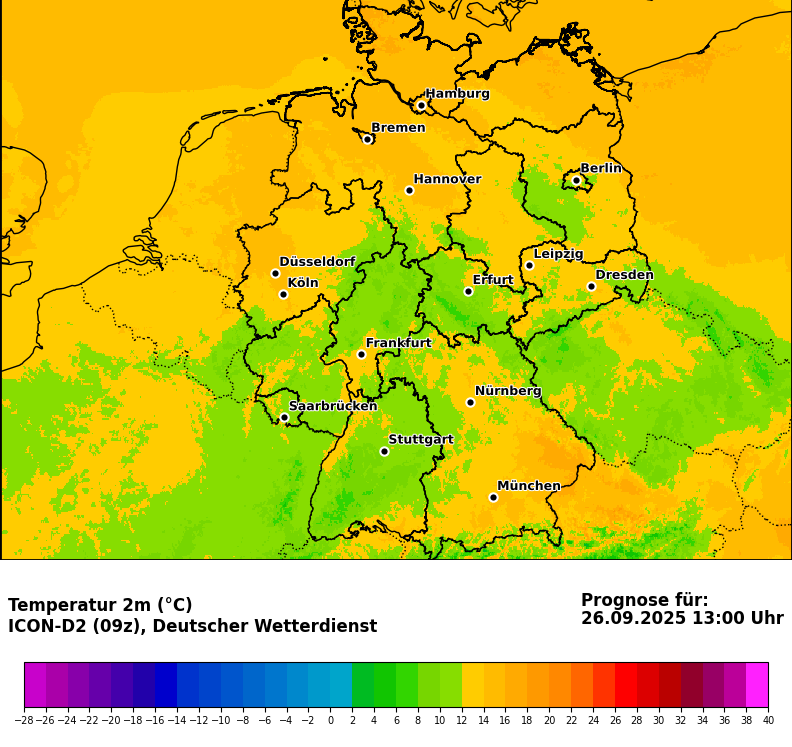 Hamburg
Bremen
Berlin
Hannover
Leipzig
Düsseldorf
Dresden
Köln
Erfurt
Frankfurt
Nürnberg
Saarbrücken
Stuttgart
München
Temperatur 2m (°C)
ICON-D2 (09z), Deutscher Wetterdienst
Prognose für:
26.09.2025 13:00 Uhr
−28 −26 −24 −22 −20 −18 −16 −14 −12 −10 −8 −6 −4 −2 0 2 4 6 8 10 12 14 16 18 20 22 24 26 28 30 32 34 36 38 40